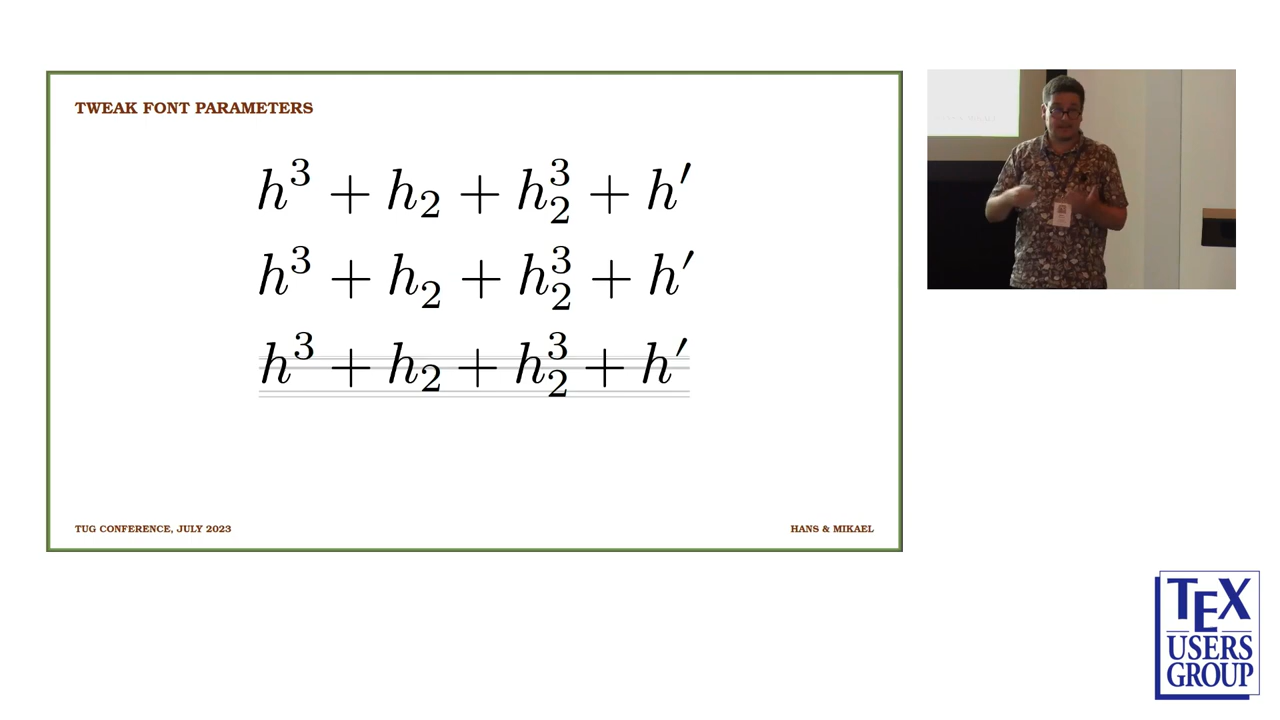 TWEAK FONT PARAMETERS
h³ + h₂ + h₂³ + h′
h³ + h₂ + h₂³ + h′
h³ + h₂ + h₂³ + h′
TUG CONFERENCE, JULY 2023
HANS & MIKAEL
TEX
USERS
GROUP